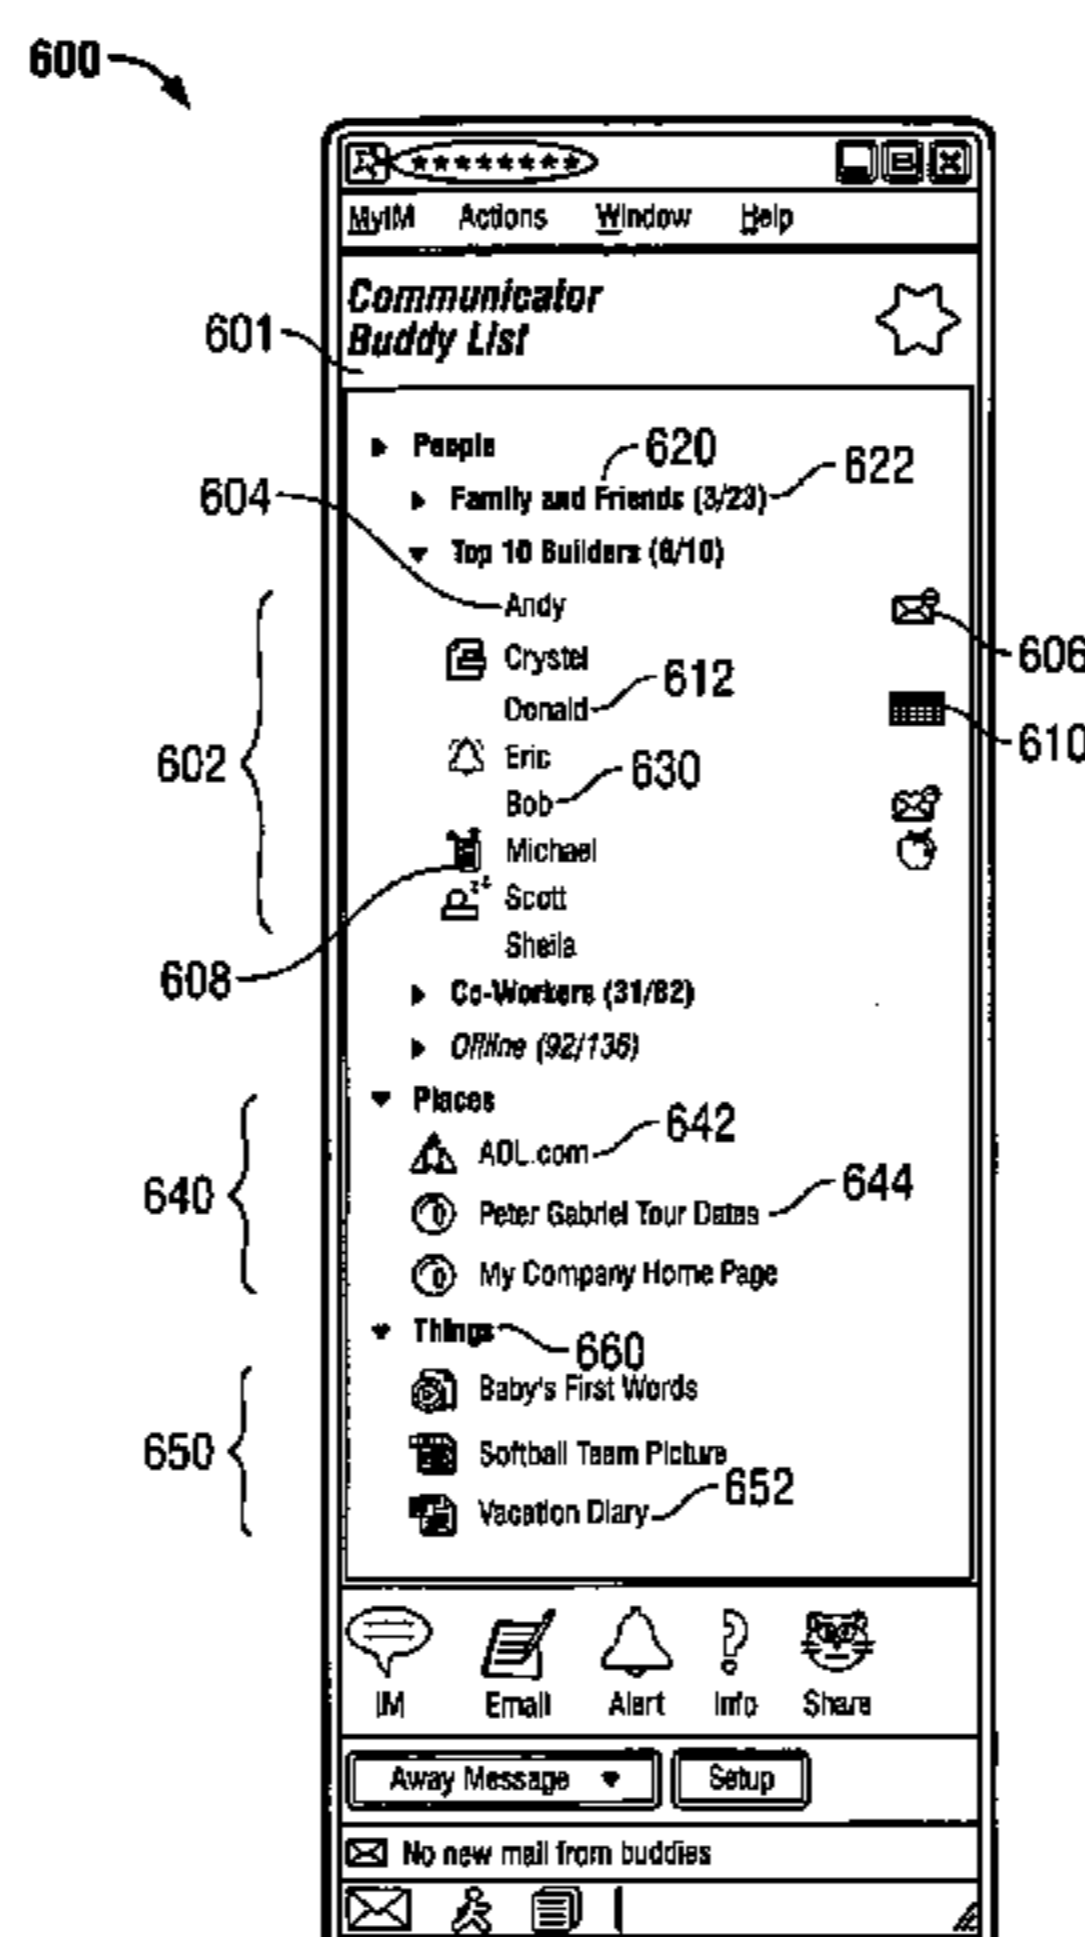 600
********
MyIM Actions Window Help
Communicator
Buddy List
601
People
620
622
604
Family and Friends (3/23)
Top 10 Builders (6/10)
Andy
606
Crystel
612
Donald
610
602
Eric
630
Bob
Michael
Scott
Sheila
608
Co-Workers (31/82)
Offline (92/136)
Places
642
AOL.com
640
644
Peter Gabriel Tour Dates
My Company Home Page
Things
660
Baby's First Words
650
Softball Team Picture
652
Vacation Diary
IM Email Alert Info Share
Away Message Setup
No new mail from buddies